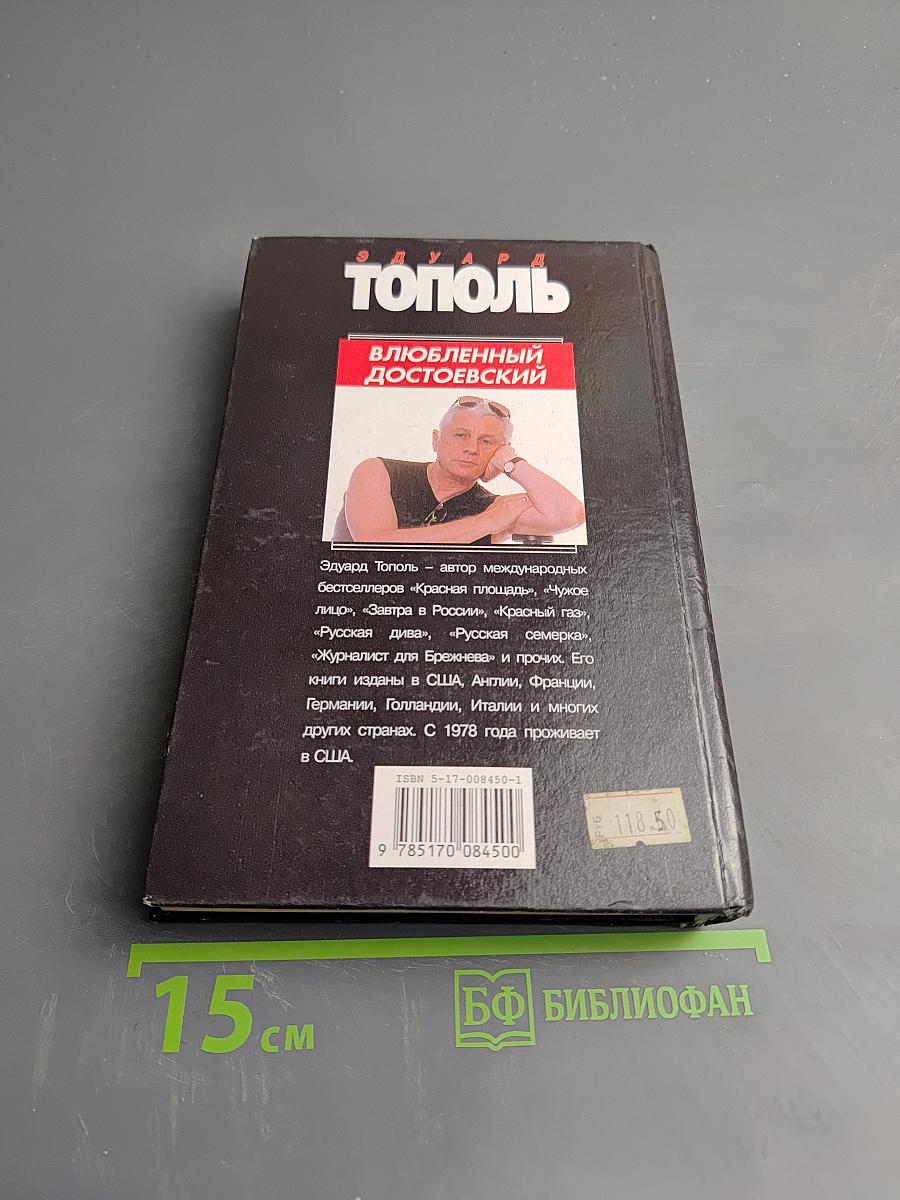 ЭДУАРД
ТОПОЛЬ
ВЛЮБЛЕННЫЙ
ДОСТОЕВСКИЙ
Эдуард Тополь – автор международных
бестселлеров «Красная площадь», «Чужое
лицо», «Завтра в России», «Красный газ»,
«Русская дива», «Русская семерка»,
«Журналист для Брежнева» и прочих. Его
книги изданы в США, Англии, Франции,
Германии, Голландии, Италии и многих
других странах. С 1978 года проживает
в США.
ISBN 5-17-008450-1
9 785170 084500
РУБ 118.50
15 см
БФ БИБЛИОФАН